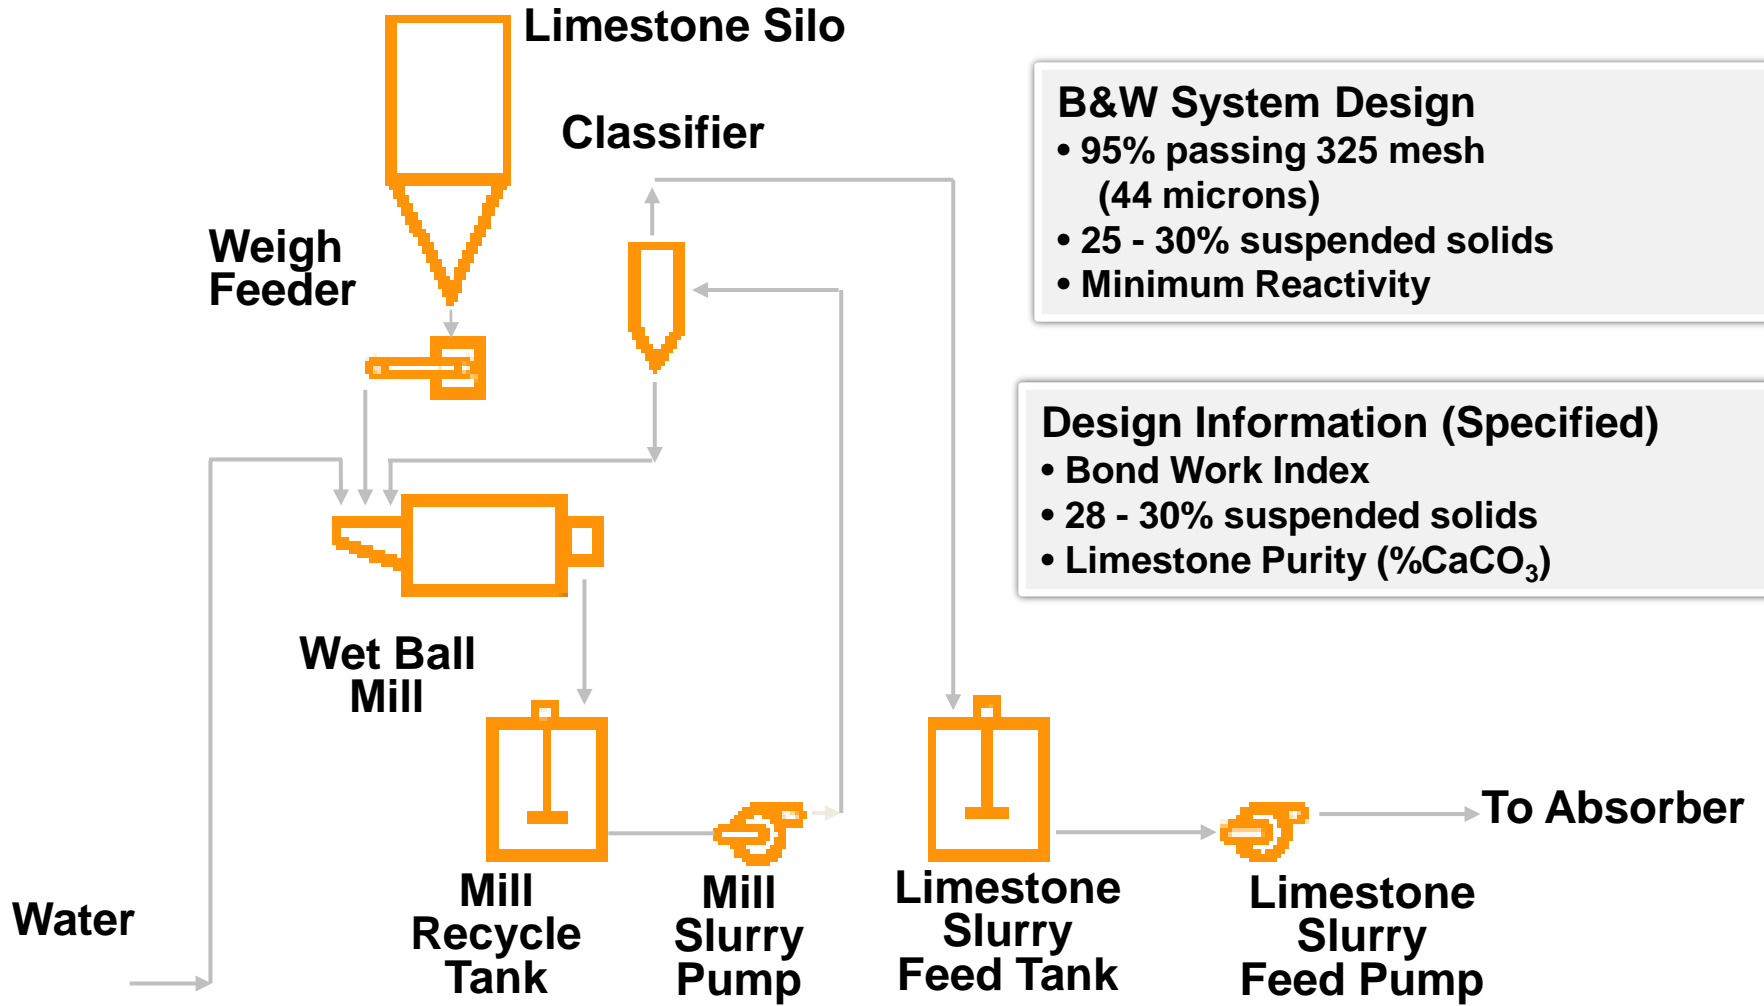 Limestone Silo
Classifier
Weigh
Feeder
B&W System Design
• 95% passing 325 mesh
(44 microns)
• 25 - 30% suspended solids
• Minimum Reactivity
Design Information (Specified)
• Bond Work Index
• 28 - 30% suspended solids
• Limestone Purity (%CaCO₃)
Wet Ball
Mill
To Absorber
Water
Mill
Recycle
Tank
Mill
Slurry
Pump
Limestone
Slurry
Feed Tank
Limestone
Slurry
Feed Pump